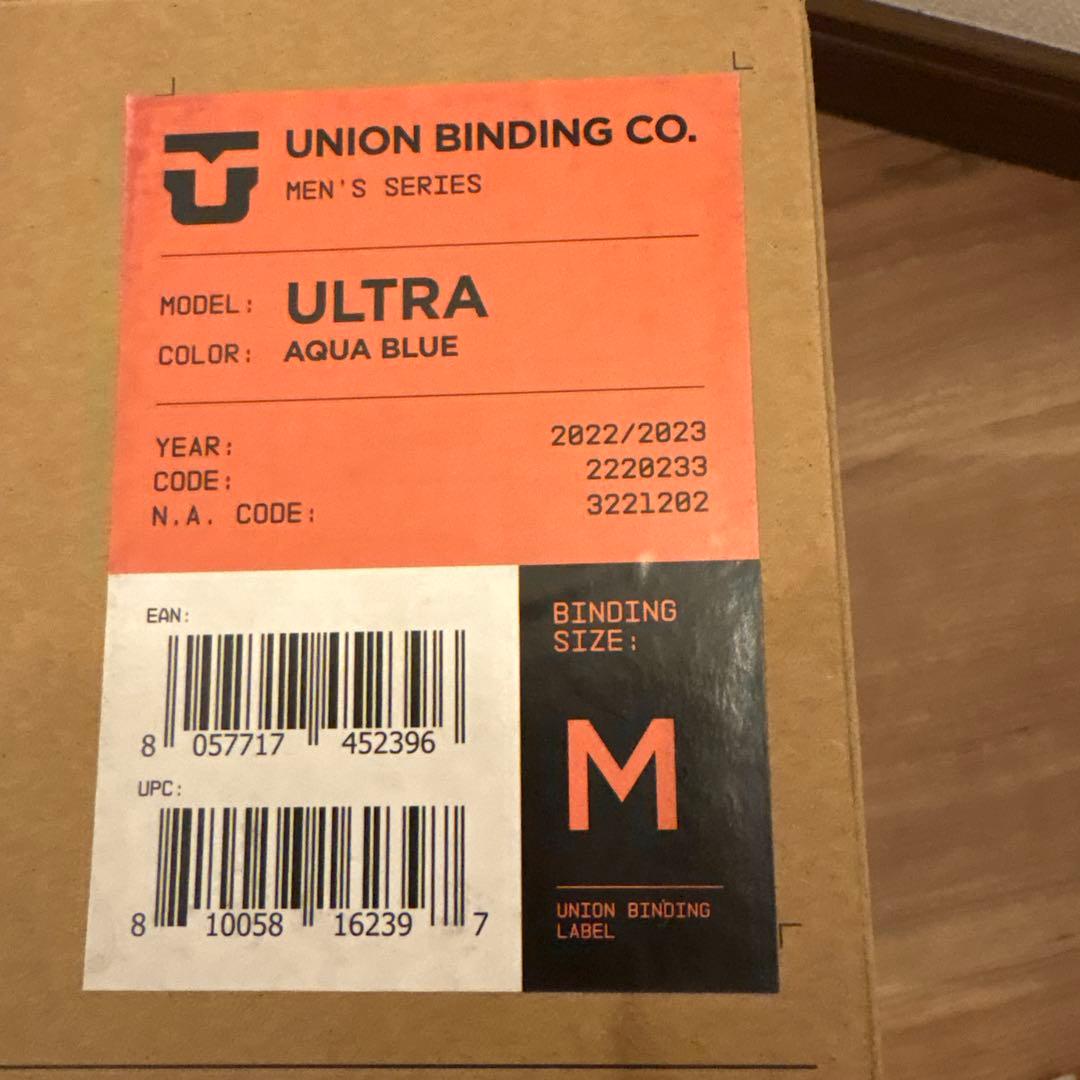 UNION BINDING CO.
MEN'S SERIES
MODEL: ULTRA
COLOR: AQUA BLUE
YEAR: 2022/2023
CODE: 2220233
N.A. CODE: 3221202
EAN:
8 057717 452396
UPC:
8 10058 16239 7
BINDING
SIZE:
M
UNION BINDING
LABEL